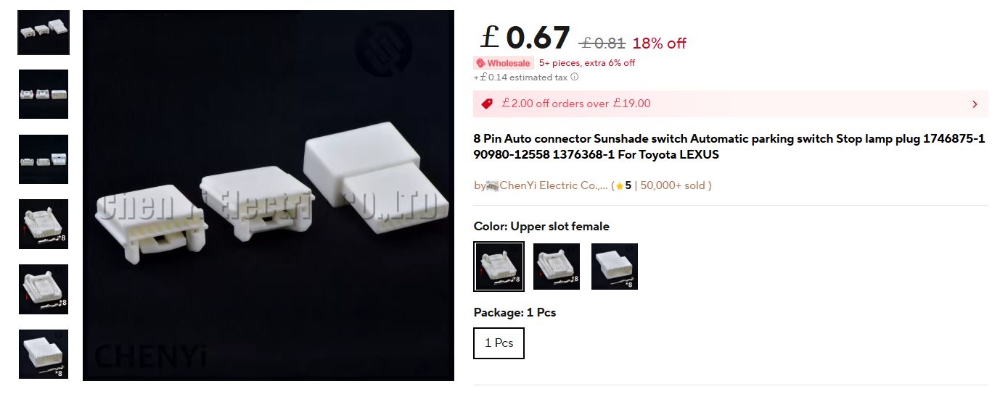 £0.67 £0.81 18% off
Wholesale 5+ pieces, extra 6% off
+£0.14 estimated tax
£2.00 off orders over £19.00
8 Pin Auto connector Sunshade switch Automatic parking switch Stop lamp plug 1746875-1
90980-12558 1376368-1 For Toyota LEXUS
by ChenYi Electric Co.,... ( 5 | 50,000+ sold )
Color: Upper slot female
*8
*8
*8
Package: 1 Pcs
1 Pcs
Chen Yi Electri CO.,LTD
CHENYi
*8
*8
*8